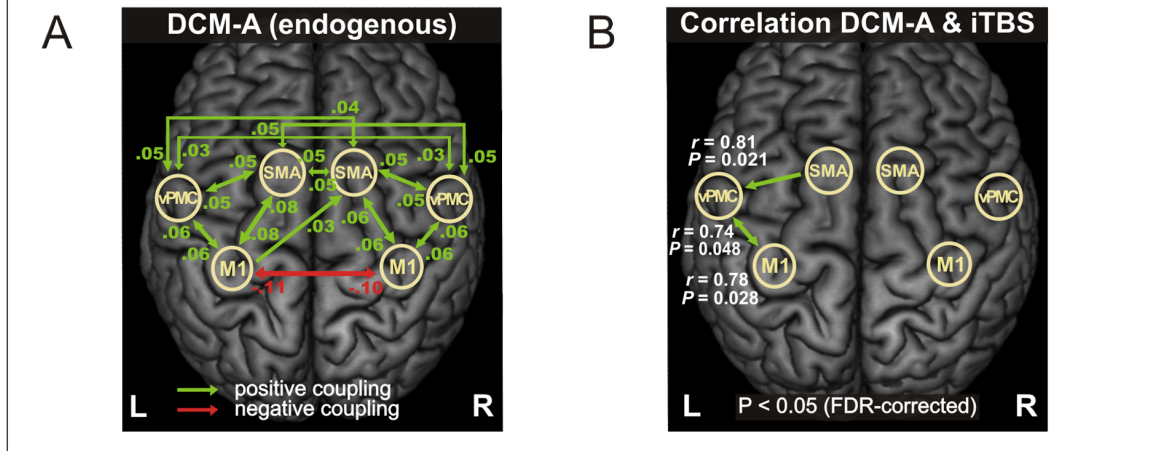 A
DCM-A (endogenous)
.04
.05
.05
.03
.03
.05
.05
.05
.05
SMA
SMA
.05
.05
.05
vPMC
vPMC
.08
.03
.06
.06
.06
.08
.06
.06
.06
M1
M1
-.11
-.10
positive coupling
negative coupling
L
R
B
Correlation DCM-A & iTBS
r = 0.81
P = 0.021
SMA
SMA
vPMC
vPMC
r = 0.74
P = 0.048
M1
M1
r = 0.78
P = 0.028
L
P < 0.05 (FDR-corrected)
R